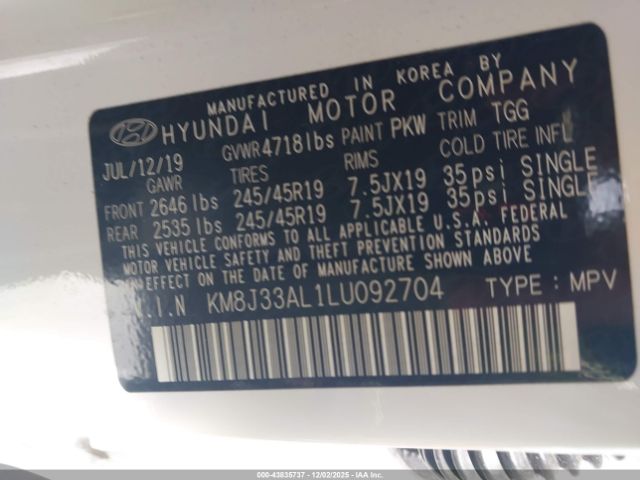 MANUFACTURED IN KOREA BY
HYUNDAI MOTOR COMPANY
JUL/12/19 GVWR 4718lbs PAINT PKW TRIM TGG
GAWR TIRES RIMS COLD TIRE INFL
FRONT 2646 lbs 245/45R19 7.5JX19 35psi SINGLE
REAR 2535 lbs 245/45R19 7.5JX19 35psi SINGLE
THIS VEHICLE CONFORMS TO ALL APPLICABLE U.S.A. FEDERAL
MOTOR VEHICLE SAFETY AND THEFT PREVENTION STANDARDS
IN EFFECT ON THE DATE OF MANUFACTURE SHOWN ABOVE.
V.I.N KM8J33AL1LU092704 TYPE : MPV
000-43835737 - 12/02/2025 - IAA Inc.